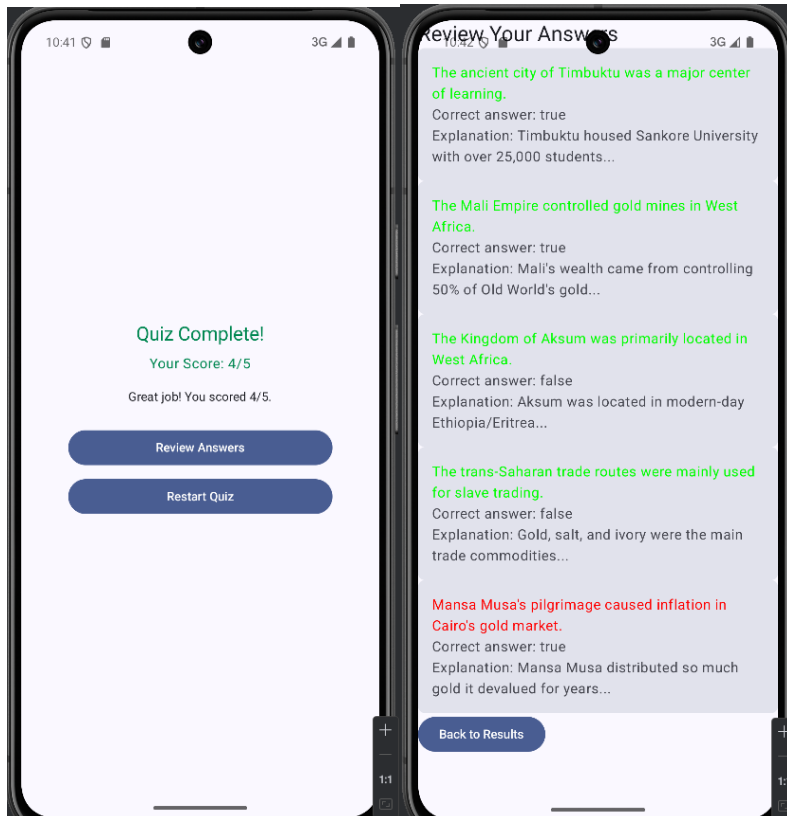 10:41 3G
Quiz Complete!
Your Score: 4/5
Great job! You scored 4/5.
Review Answers
Restart Quiz
1:1
Review Your Answers
10:42 3G
The ancient city of Timbuktu was a major center
of learning.
Correct answer: true
Explanation: Timbuktu housed Sankore University
with over 25,000 students...
The Mali Empire controlled gold mines in West
Africa.
Correct answer: true
Explanation: Mali's wealth came from controlling
50% of Old World's gold...
The Kingdom of Aksum was primarily located in
West Africa.
Correct answer: false
Explanation: Aksum was located in modern-day
Ethiopia/Eritrea...
The trans-Saharan trade routes were mainly used
for slave trading.
Correct answer: false
Explanation: Gold, salt, and ivory were the main
trade commodities...
Mansa Musa's pilgrimage caused inflation in
Cairo's gold market.
Correct answer: true
Explanation: Mansa Musa distributed so much
gold it devalued for years...
Back to Results
1: